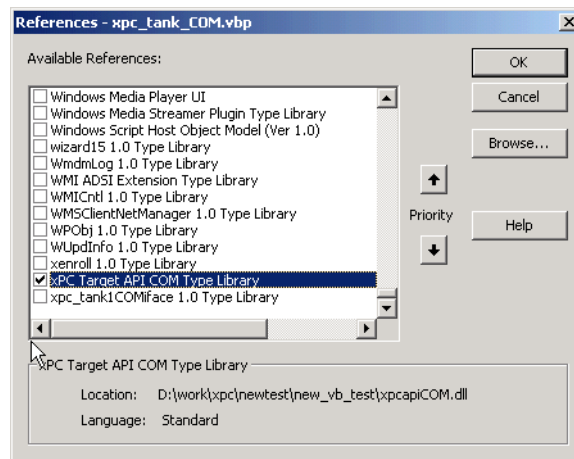 References - xpc_tank_COM.vbp
Available References:
Windows Media Player UI
Windows Media Streamer Plugin Type Library
Windows Script Host Object Model (Ver 1.0)
wizard15 1.0 Type Library
WmdmLog 1.0 Type Library
WMI ADSI Extension Type Library
WMICntl 1.0 Type Library
WMSClientNetManager 1.0 Type Library
WPObj 1.0 Type Library
WUpdInfo 1.0 Type Library
xenroll 1.0 Type Library
xPC Target API COM Type Library
xpc_tank1COMiface 1.0 Type Library
OK
Cancel
Browse...
Priority
Help
xPC Target API COM Type Library
Location: D:\work\xpc\newtest\new_vb_test\xpcapiCOM.dll
Language: Standard